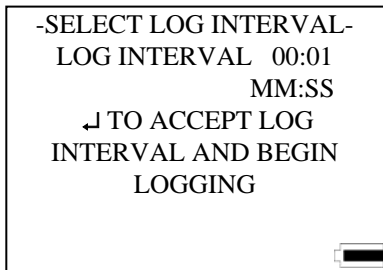 -SELECT LOG INTERVAL-
LOG INTERVAL 00:01
MM:SS
↵ TO ACCEPT LOG
INTERVAL AND BEGIN
LOGGING